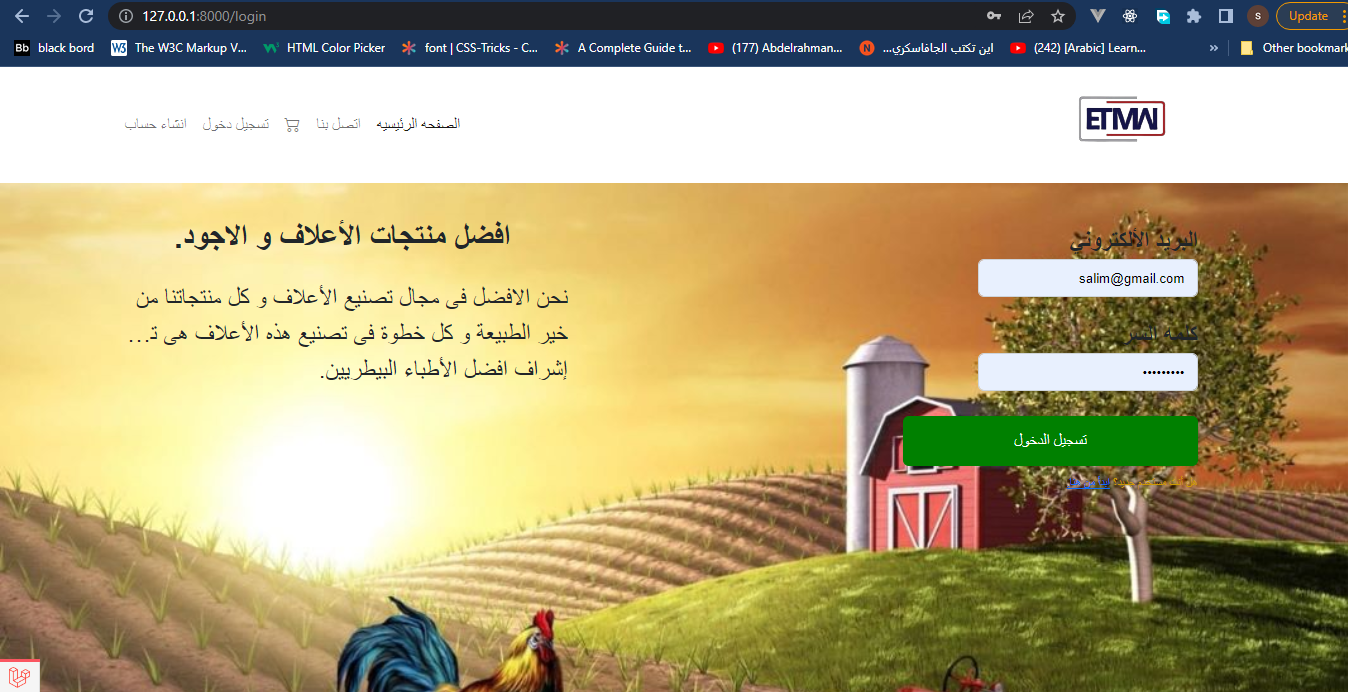 127.0.0.1:8000/login
Update
black bord
The W3C Markup V...
HTML Color Picker
font | CSS-Tricks - C...
A Complete Guide t...
(177) Abdelrahman...
اين تكتب الجافاسكري...
(242) [Arabic] Learn...
»
Other bookmark
ETMW
الصفحه الرئيسيه
اتصل بنا
تسجيل دخول
انشاء حساب
افضل منتجات الأعلاف و الاجود.
نحن الافضل فى مجال تصنيع الأعلاف و كل منتجاتنا من
خير الطبيعة و كل خطوة فى تصنيع هذه الأعلاف هى تـ...
إشراف افضل الأطباء البيطريين.
البريد الألكتروني
salim@gmail.com
كلمه السر
•••••••••
تسجيل الدخول